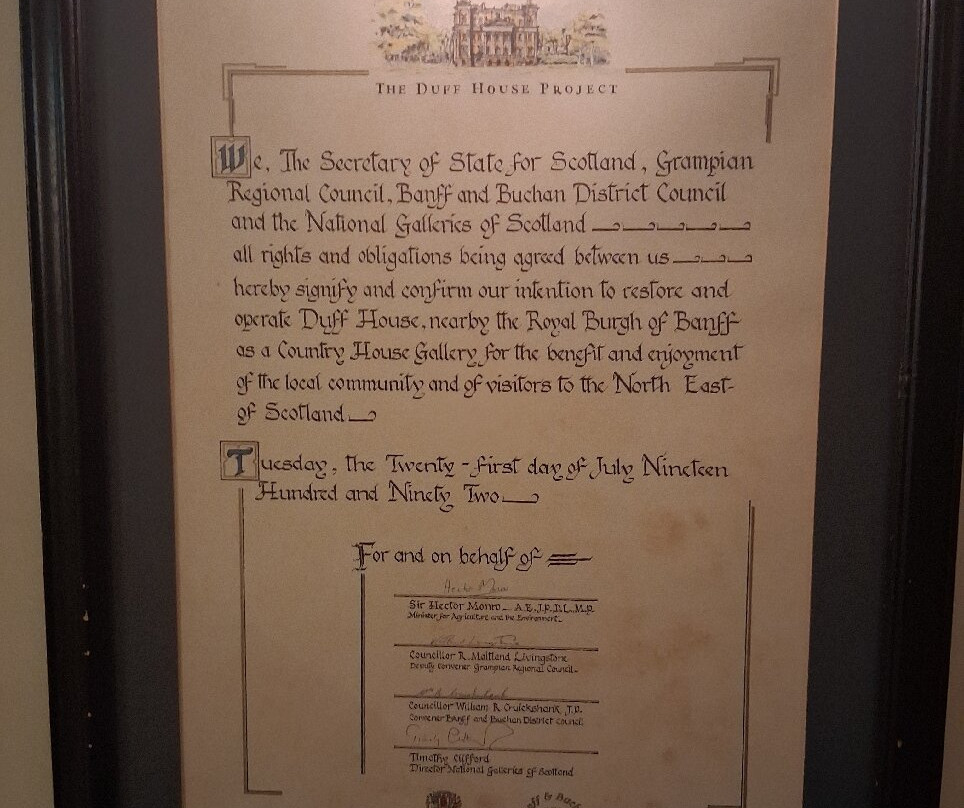 The Duff House Project
We, The Secretary of State for Scotland, Grampian
Regional Council, Banff and Buchan District Council
and the National Galleries of Scotland
all rights and obligations being agreed between us
hereby signify and confirm our intention to restore and
operate Duff House, nearby the Royal Burgh of Banff
as a Country House Gallery for the benefit and enjoyment
of the local community and of visitors to the North East
of Scotland
Tuesday, the Twenty-first day of July Nineteen
Hundred and Ninety Two
For and on behalf of
Sir Hector Monro
Minister for Agriculture and the Environment
Councillor R. Maitland Livingstone
Deputy Convener Grampian Regional Council
Councillor William R Cruickshank J.P.
Convener Banff and Buchan District Council
Timothy Clifford
Director National Galleries of Scotland